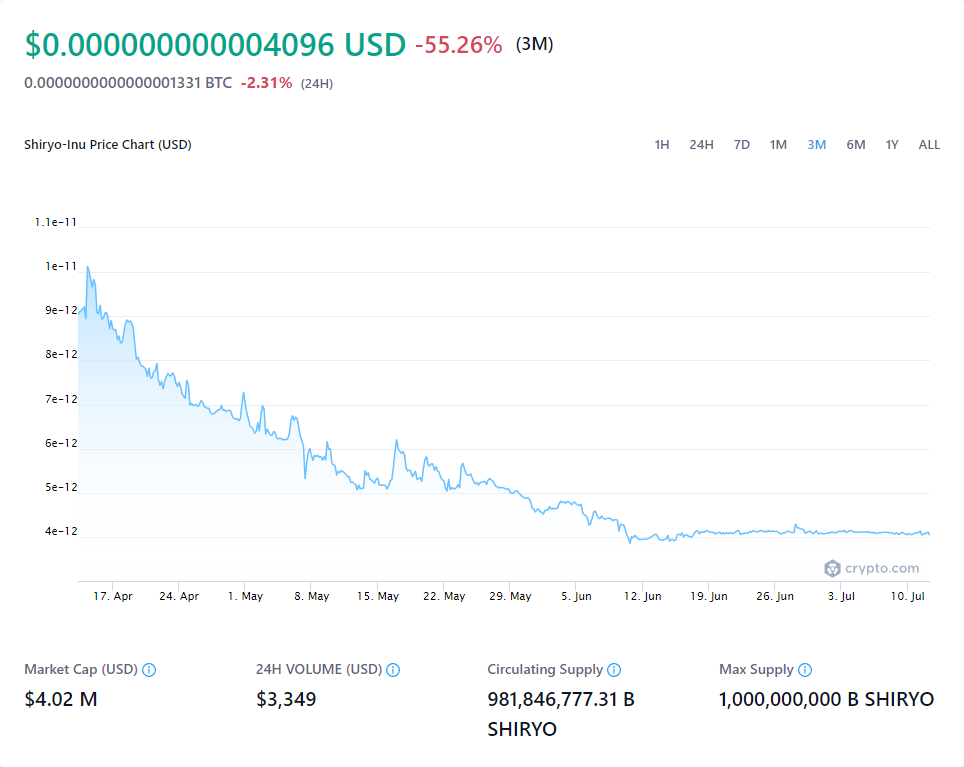 $0.000000000004096 USD -55.26% (3M)
0.0000000000000001331 BTC -2.31% (24H)
Shiryo-Inu Price Chart (USD)
1H 24H 7D 1M 3M 6M 1Y ALL
1.1e-11
1e-11
9e-12
8e-12
7e-12
6e-12
5e-12
4e-12
crypto.com
17. Apr 24. Apr 1. May 8. May 15. May 22. May 29. May 5. Jun 12. Jun 19. Jun 26. Jun 3. Jul 10. Jul
Market Cap (USD) 24H VOLUME (USD) Circulating Supply Max Supply
$4.02 M $3,349 981,846,777.31 B 1,000,000,000 B SHIRYO
SHIRYO